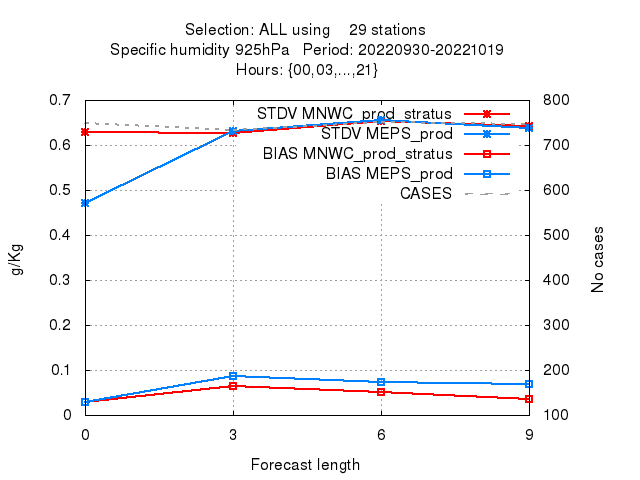 Selection: ALL using 29 stations
Specific humidity 925hPa Period: 20220930-20221019
Hours: {00,03,...,21}
0.7 800
STDV MNWC_prod_stratus
STDV MEPS_prod
0.6 700
BIAS MNWC_prod_stratus
BIAS MEPS_prod
0.5 600
CASES
0.4 500
0.3 400
0.2 300
0.1 200
0 100
g/Kg
No cases
0 3 6 9
Forecast length